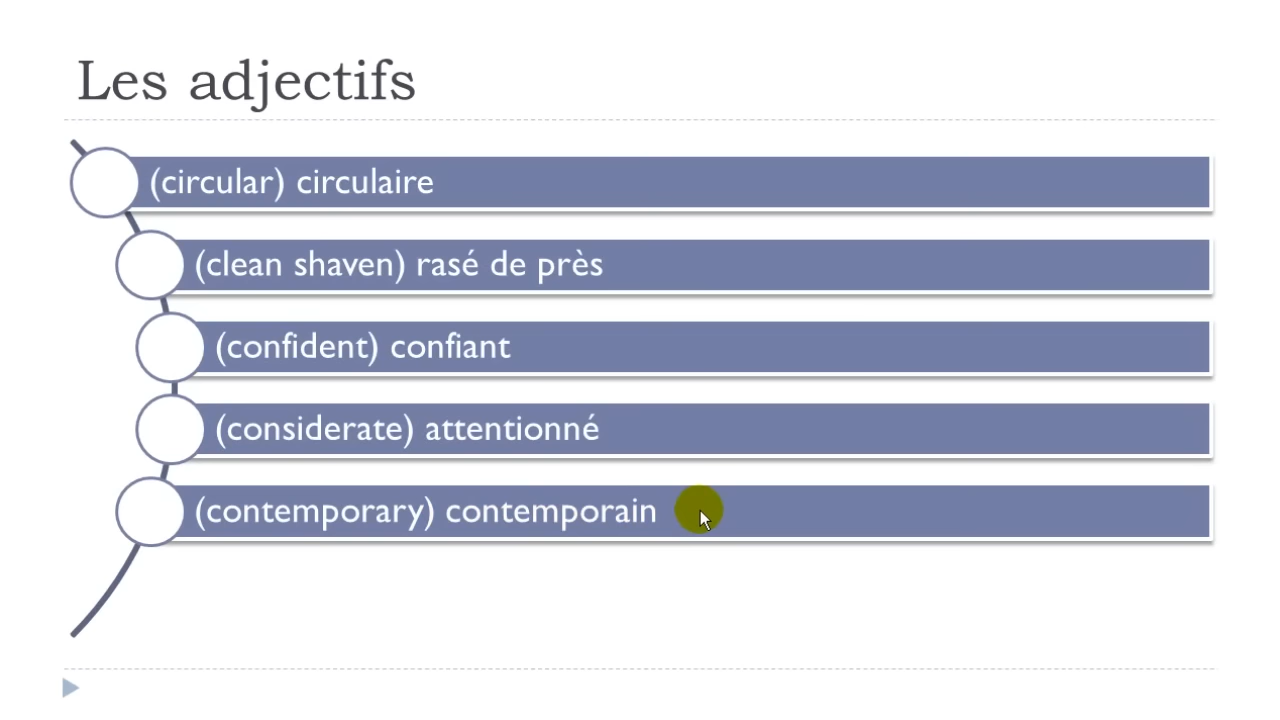 Les adjectifs
(circular) circulaire
(clean shaven) rasé de près
(confident) confiant
(considerate) attentionné
(contemporary) contemporain